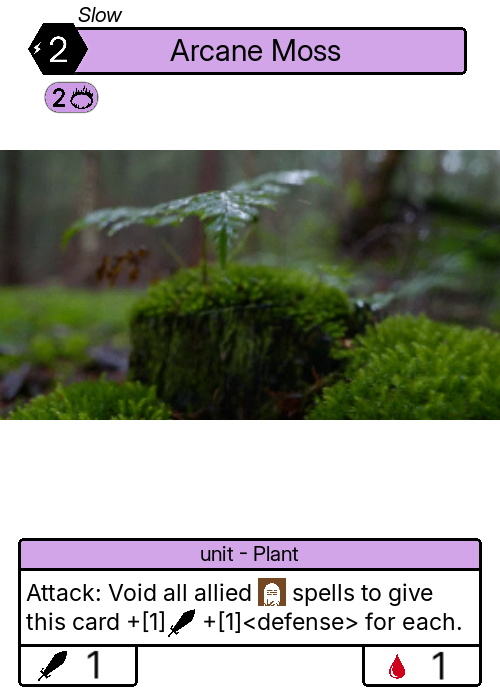 Slow
2 Arcane Moss
2
unit - Plant
Attack: Void all allied spells to give
this card +[1] +[1]<defense> for each.
1 1